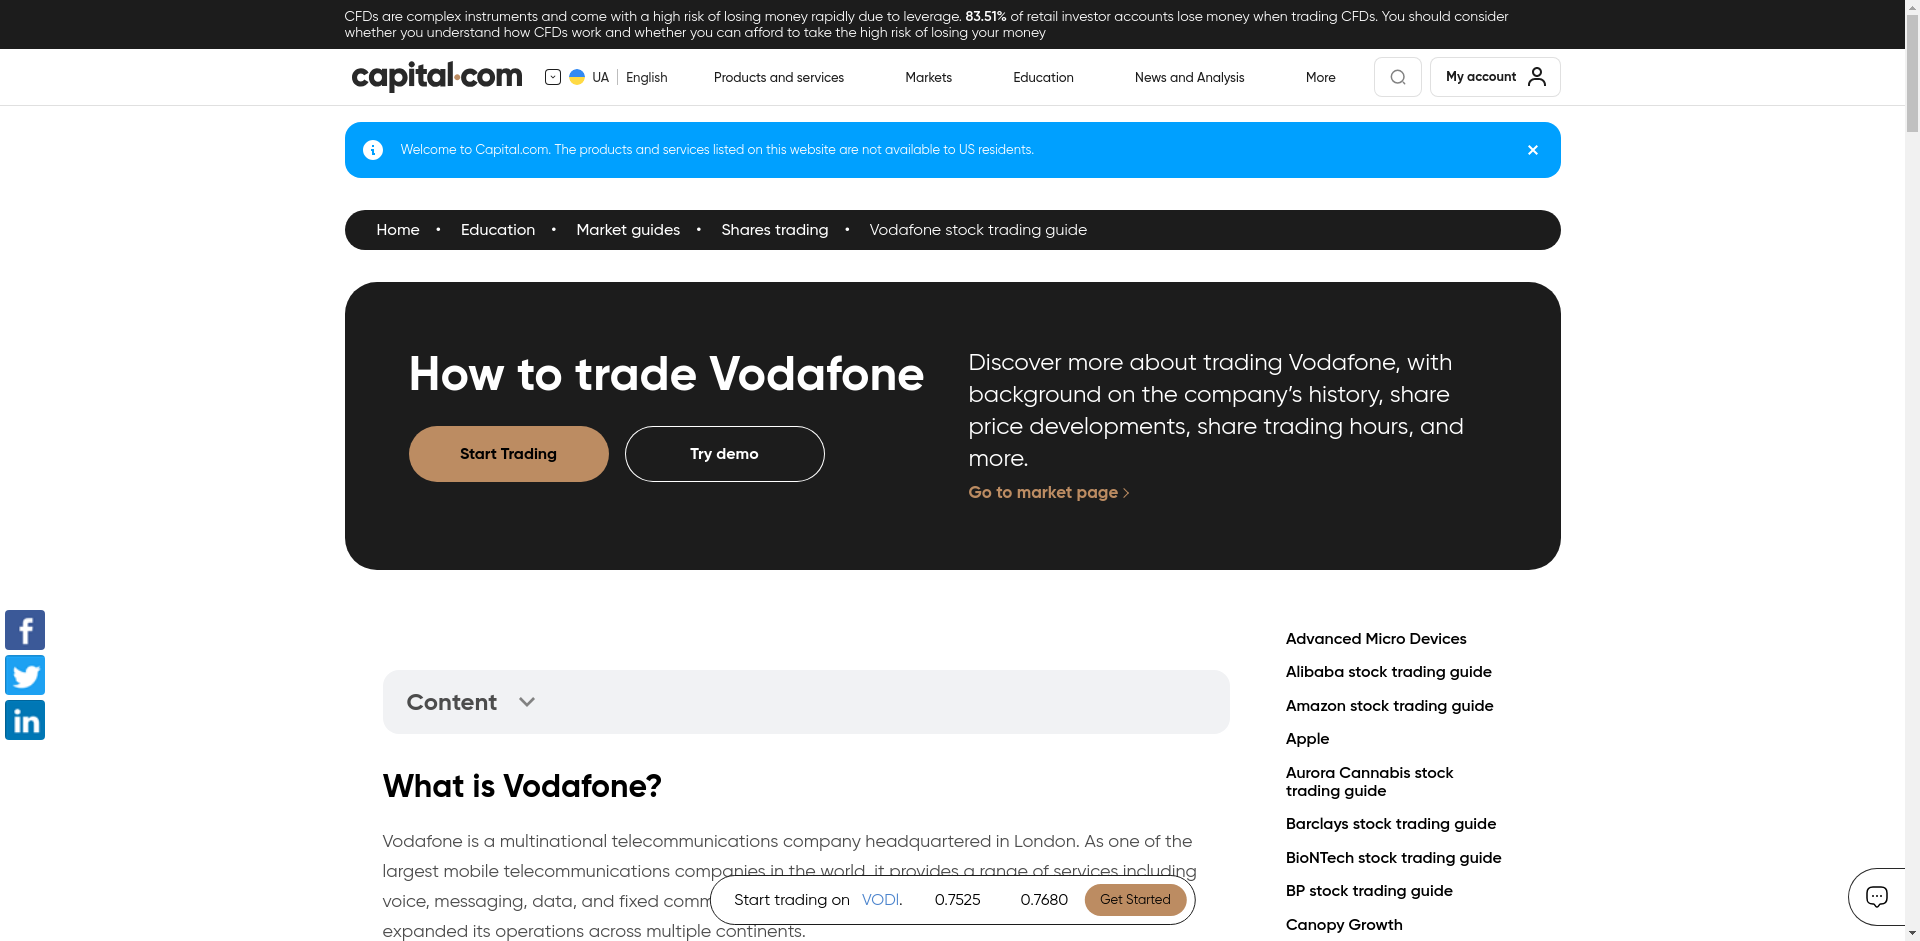 CFDs are complex instruments and come with a high risk of losing money rapidly due to leverage. 83.51% of retail investor accounts lose money when trading CFDs. You should consider
whether you understand how CFDs work and whether you can afford to take the high risk of losing your money
capital.com
UA
English
Products and services
Markets
Education
News and Analysis
More
My account
Welcome to Capital.com. The products and services listed on this website are not available to US residents.
Home • Education • Market guides • Shares trading • Vodafone stock trading guide
How to trade Vodafone
Start Trading
Try demo
Discover more about trading Vodafone, with
background on the company’s history, share
price developments, share trading hours, and
more.
Go to market page
Content
What is Vodafone?
Vodafone is a multinational telecommunications company headquartered in London. As one of the
largest mobile telecommunications companies in the world, it provides a range of services including
voice, messaging, data, and fixed
expanded its operations across multiple continents.
Start trading on VODl. 0.7525 0.7680 Get Started
Advanced Micro Devices
Alibaba stock trading guide
Amazon stock trading guide
Apple
Aurora Cannabis stock
trading guide
Barclays stock trading guide
BioNTech stock trading guide
BP stock trading guide
Canopy Growth